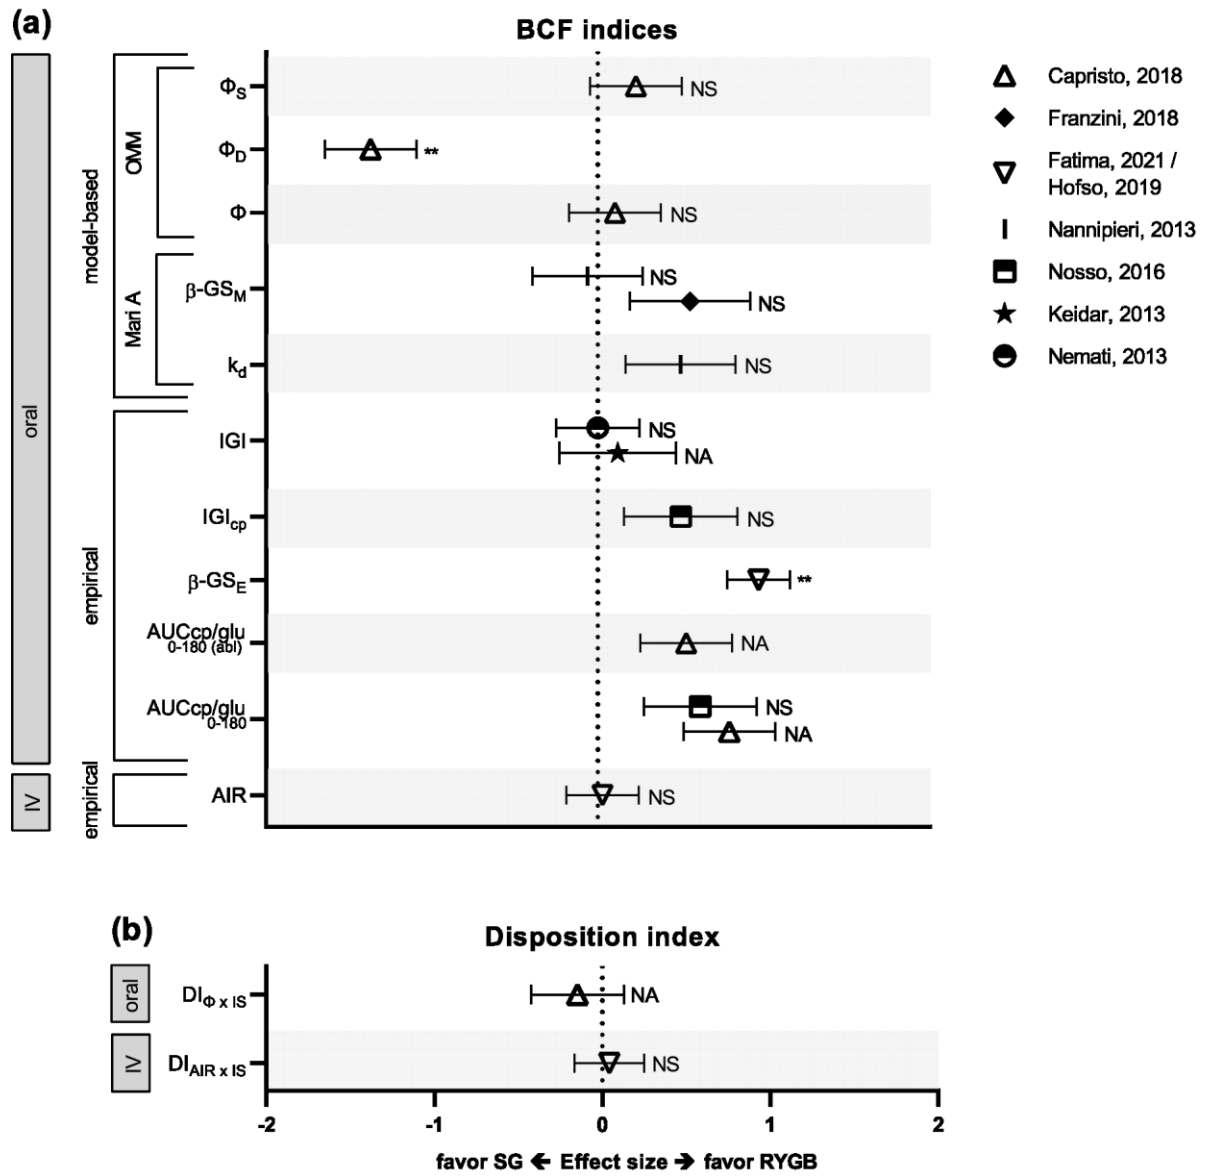 (a)
BCF indices
oral
model-based
OMM
ΦS
NS
ΦD
**
Φ
NS
Mari A
β-GSM
NS
NS
kd
NS
empirical
IGI
NS
NA
IGIcp
NS
β-GSE
**
AUCcp/glu
0-180 (abl)
NA
AUCcp/glu
0-180
NS
NA
IV
empirical
AIR
NS
Capristo, 2018
Franzini, 2018
Fatima, 2021 /
Hofso, 2019
Nannipieri, 2013
Nosso, 2016
Keidar, 2013
Nemati, 2013
(b)
Disposition index
oral
DIΦ x IS
NA
IV
DIAIR x IS
NS
-2 -1 0 1 2
favor SG ← Effect size → favor RYGB